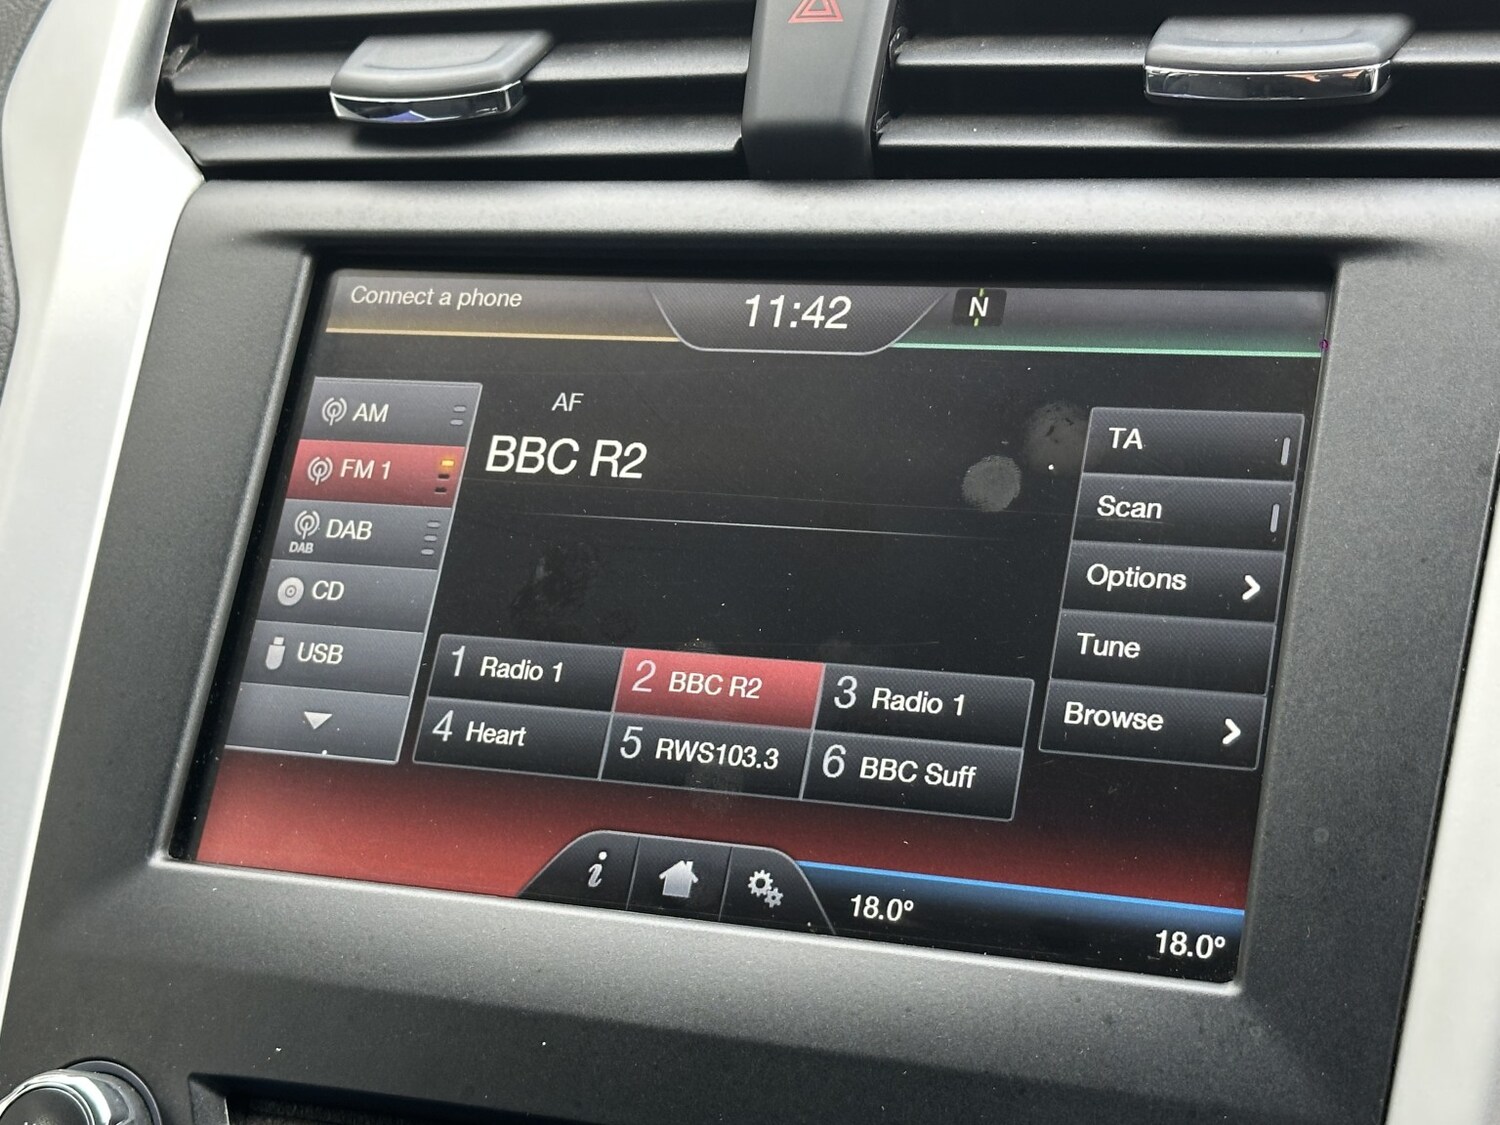 Connect a phone
11:42
N
AM
FM 1
DAB
DAB
CD
USB
AF
BBC R2
TA
Scan
Options
Tune
Browse
1 Radio 1
2 BBC R2
3 Radio 1
4 Heart
5 RWS103.3
6 BBC Suff
i
18.0°
18.0°